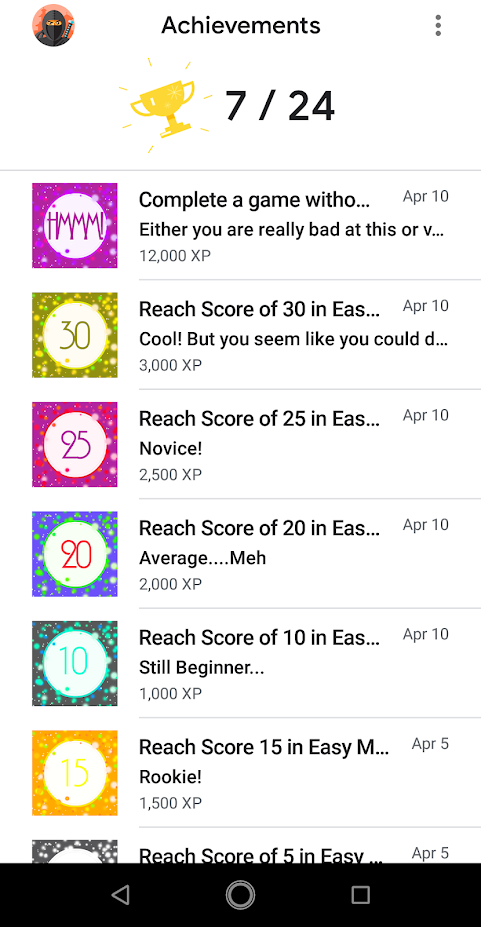 Achievements
7 / 24
Complete a game witho... Apr 10
HMMM!
Either you are really bad at this or v...
12,000 XP
Reach Score of 30 in Eas... Apr 10
30
Cool! But you seem like you could d...
3,000 XP
Reach Score of 25 in Eas... Apr 10
25
Novice!
2,500 XP
Reach Score of 20 in Eas... Apr 10
20
Average....Meh
2,000 XP
Reach Score of 10 in Eas... Apr 10
10
Still Beginner...
1,000 XP
Reach Score 15 in Easy M... Apr 5
15
Rookie!
1,500 XP
Reach Score of 5 in Easy ... Apr 5